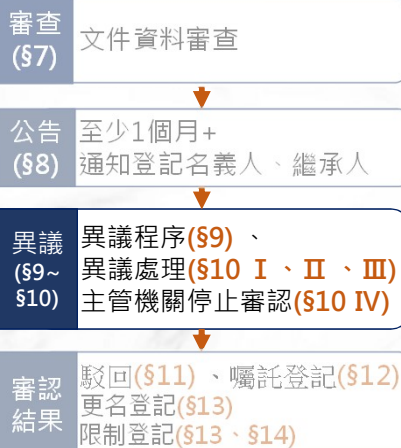 審查
(§7)
文件資料審查
公告
(§8)
至少1個月+
通知登記名義人、繼承人
異議
(§9~
§10)
異議程序(§9) 、
異議處理(§10 I、II、III)
主管機關停止審認(§10 IV)
審認
結果
駁回(§11) 、囑託登記(§12)
更名登記(§13)
限制登記(§13、§14)